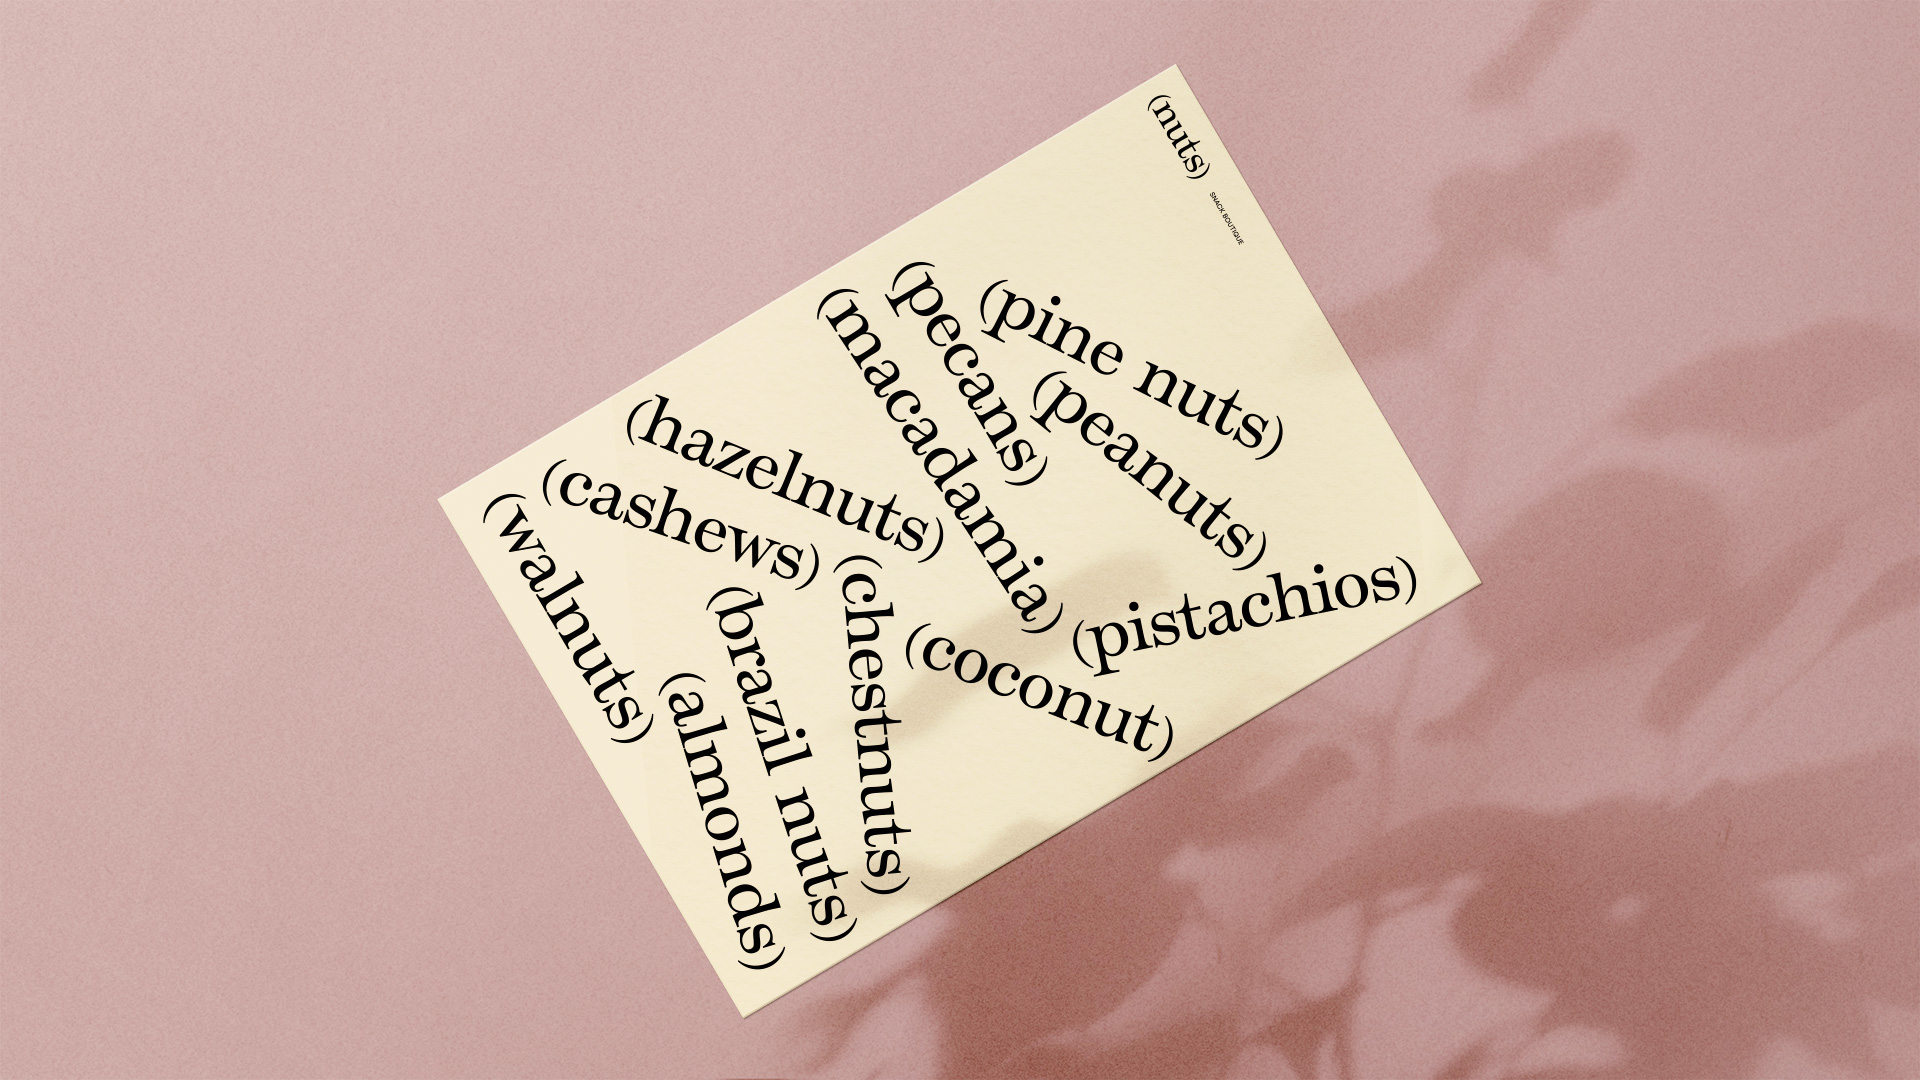 (nuts)
SNACK BOUTIQUE
(pine nuts)
(pecans)
(peanuts)
(macadamia)
(pistachios)
(hazelnuts)
(coconut)
(cashews)
(chestnuts)
(walnuts)
(brazil nuts)
(almonds)